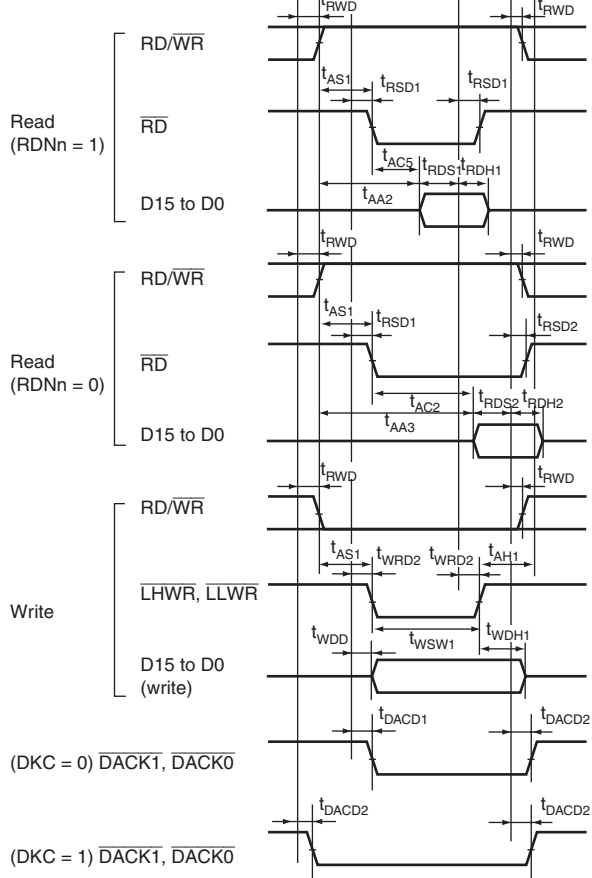 tRWD tRWD
RD/WR
tAS1 tRSD1 tRSD1
Read
(RDNn = 1)
RD
tAC5 tRDS1 tRDH1
D15 to D0
tAA2
tRWD tRWD
RD/WR
tAS1 tRSD1 tRSD2
Read
(RDNn = 0)
RD
tAC2 tRDS2 tRDH2
tAA3
D15 to D0
tRWD tRWD
RD/WR
tAS1 tWRD2 tWRD2 tAH1
LHWR, LLWR
Write
tWDD tWSW1 tWDH1
D15 to D0
(write)
tDACD1 tDACD2
(DKC = 0) DACK1, DACK0
tDACD2 tDACD2
(DKC = 1) DACK1, DACK0